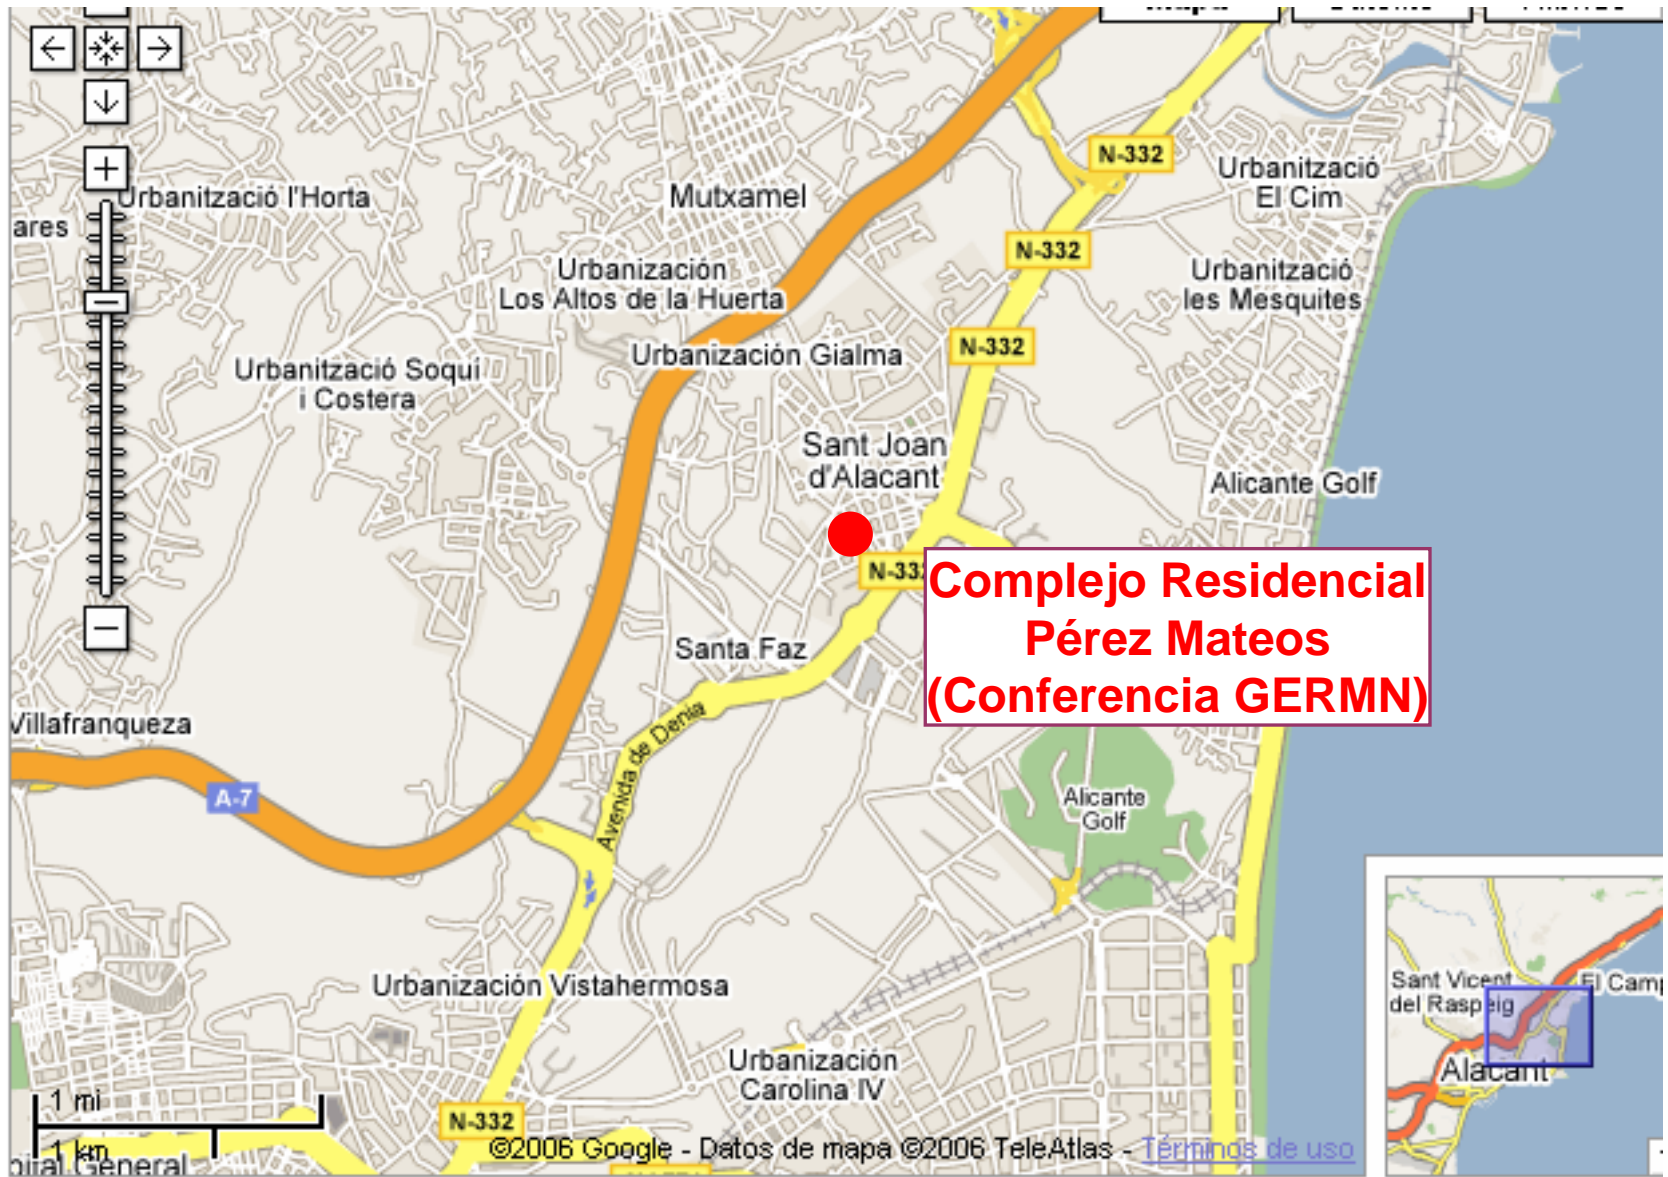 N-332
Urbanització
El Cim
Urbanització l'Horta
Mutxamel
ares
N-332
Urbanización
Los Altos de la Huerta
Urbanització
les Mesquites
N-332
Urbanización Gialma
Urbanització Soqui
i Costera
Sant Joan
d'Alacant
Alicante Golf
N-332
Complejo Residencial
Pérez Mateos
(Conferencia GERMN)
Santa Faz
Villafranqueza
Avenida de Denia
A-7
Alicante
Golf
Urbanización Vistahermosa
Sant Vicent
del Raspeig
El Camp
Urbanización
Carolina IV
Alacant
1 mi
N-332
1 km
©2006 Google - Datos de mapa ©2006 TeleAtlas - Términos de uso
pital General